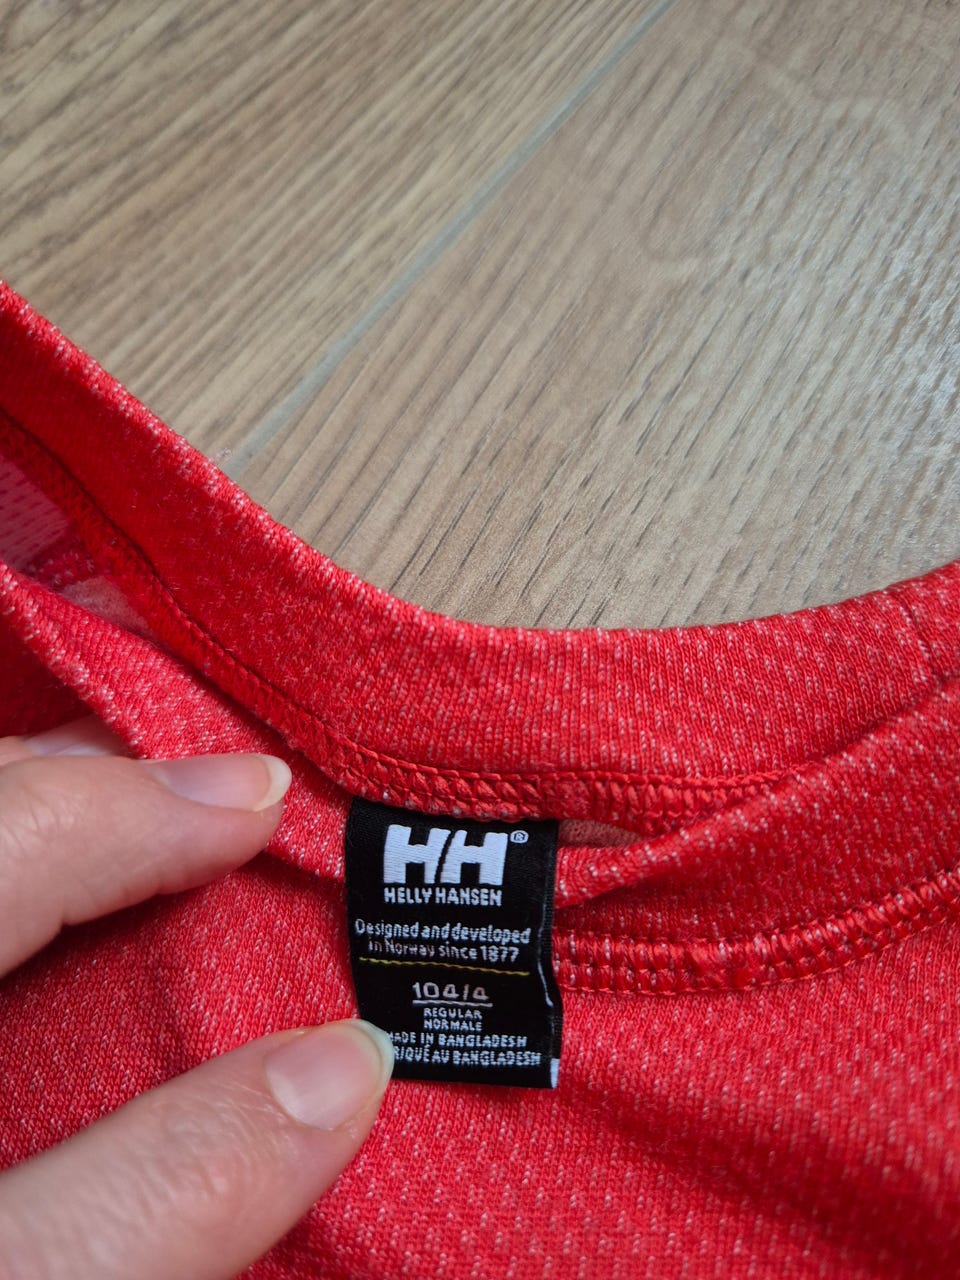 HH®
HELLY HANSEN
Designed and developed
in Norway since 1877
104/4
REGULAR
NORMALE
MADE IN BANGLADESH
AU BANGLADESH